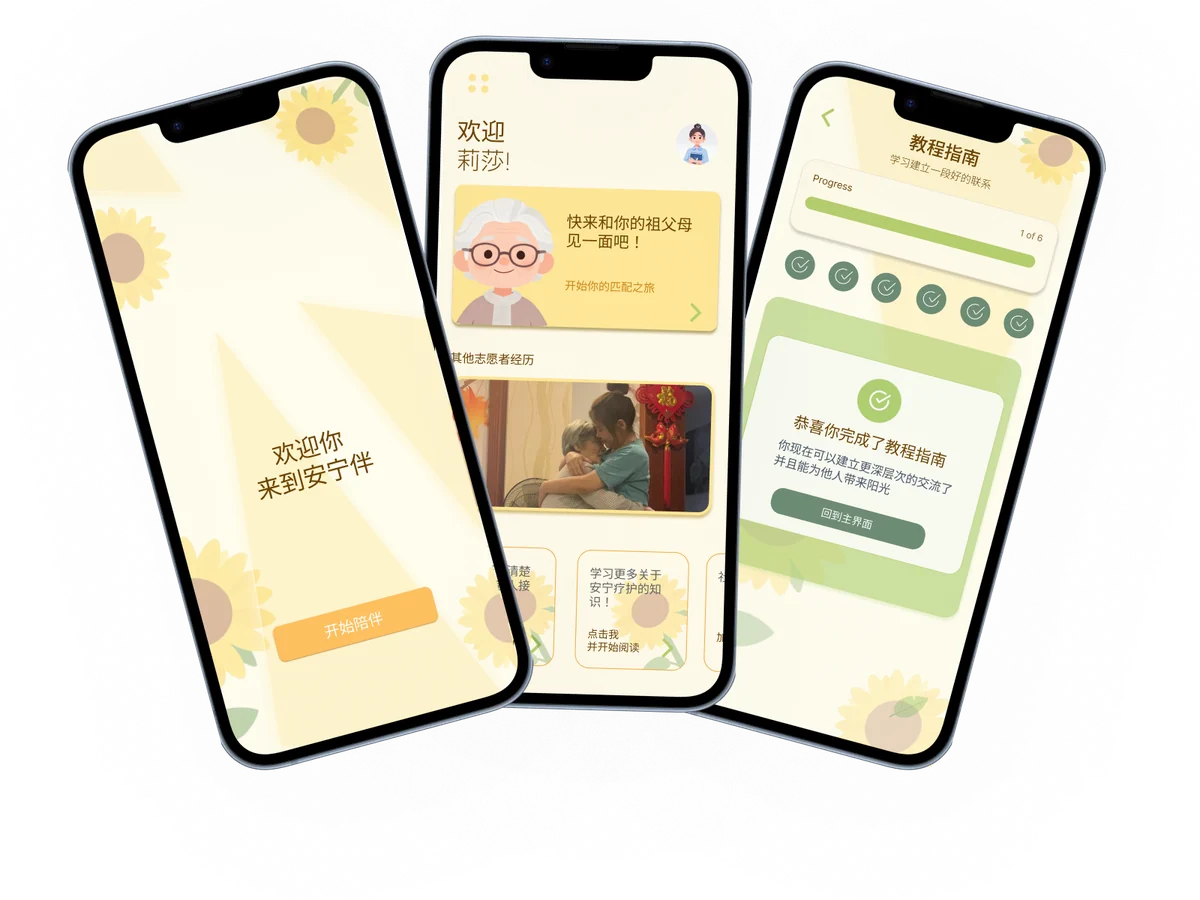 欢迎你
来到安宁伴
开始陪伴
欢迎
莉莎!
快来和你的祖父母
见一面吧！
开始你的匹配之旅
其他志愿者经历
福
清楚
人接
学习更多关于
安宁疗护的知
识！
点击我
并开始阅读
加
教程指南
学习建立一段好的联系
Progress
1 of 6
恭喜你完成了教程指南
你现在可以建立更深层次的交流了
并且能为他人带来阳光
回到主界面